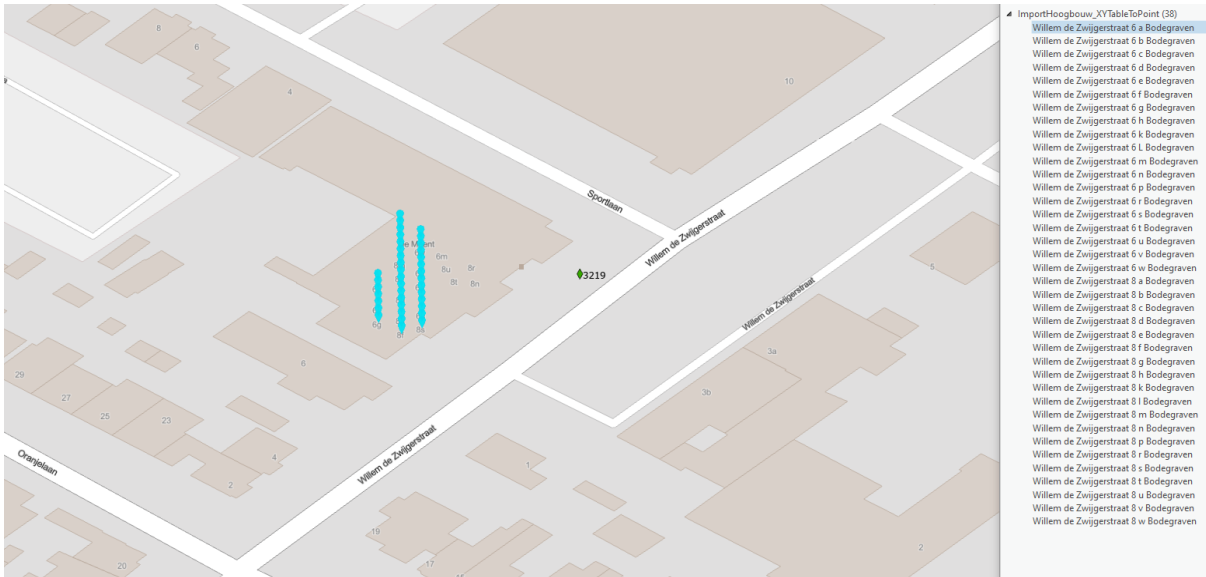 8
6
4
10
Sportlaan
Willem de Zwijgerstraat
6m
8u
8r
8t
8n
3219
5
6g
8f
8s
Willem de Zwijgerstraat
6
3a
3b
29
27
25
23
4
2
Oranjelaan
Willem de Zwijgerstraat
1
19
17
20
2
ImportHoogbouw_XYTableToPoint (38)
Willem de Zwijgerstraat 6 a Bodegraven
Willem de Zwijgerstraat 6 b Bodegraven
Willem de Zwijgerstraat 6 c Bodegraven
Willem de Zwijgerstraat 6 d Bodegraven
Willem de Zwijgerstraat 6 e Bodegraven
Willem de Zwijgerstraat 6 f Bodegraven
Willem de Zwijgerstraat 6 g Bodegraven
Willem de Zwijgerstraat 6 h Bodegraven
Willem de Zwijgerstraat 6 k Bodegraven
Willem de Zwijgerstraat 6 L Bodegraven
Willem de Zwijgerstraat 6 m Bodegraven
Willem de Zwijgerstraat 6 n Bodegraven
Willem de Zwijgerstraat 6 p Bodegraven
Willem de Zwijgerstraat 6 r Bodegraven
Willem de Zwijgerstraat 6 s Bodegraven
Willem de Zwijgerstraat 6 t Bodegraven
Willem de Zwijgerstraat 6 u Bodegraven
Willem de Zwijgerstraat 6 v Bodegraven
Willem de Zwijgerstraat 6 w Bodegraven
Willem de Zwijgerstraat 8 a Bodegraven
Willem de Zwijgerstraat 8 b Bodegraven
Willem de Zwijgerstraat 8 c Bodegraven
Willem de Zwijgerstraat 8 d Bodegraven
Willem de Zwijgerstraat 8 e Bodegraven
Willem de Zwijgerstraat 8 f Bodegraven
Willem de Zwijgerstraat 8 g Bodegraven
Willem de Zwijgerstraat 8 h Bodegraven
Willem de Zwijgerstraat 8 k Bodegraven
Willem de Zwijgerstraat 8 l Bodegraven
Willem de Zwijgerstraat 8 m Bodegraven
Willem de Zwijgerstraat 8 n Bodegraven
Willem de Zwijgerstraat 8 p Bodegraven
Willem de Zwijgerstraat 8 r Bodegraven
Willem de Zwijgerstraat 8 s Bodegraven
Willem de Zwijgerstraat 8 t Bodegraven
Willem de Zwijgerstraat 8 u Bodegraven
Willem de Zwijgerstraat 8 v Bodegraven
Willem de Zwijgerstraat 8 w Bodegraven